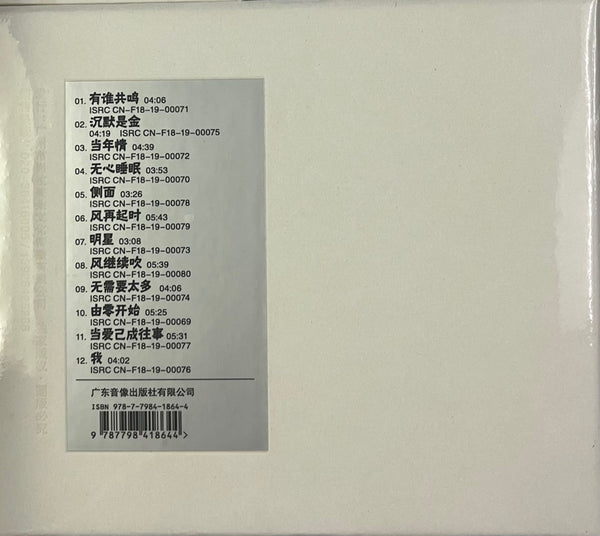 01. 有谁共鸣 04:06
ISRC CN-F18-19-00071
02. 沉默是金
04:19 ISRC CN-F18-19-00075
03. 当年情 04:39
ISRC CN-F18-19-00072
04. 无心睡眠 03:53
ISRC CN-F18-19-00070
05. 侧面 03:26
ISRC CN-F18-19-00078
06. 风再起时 05:43
ISRC CN-F18-19-00079
07. 明星 03:08
ISRC CN-F18-19-00073
08. 风继续吹 05:39
ISRC CN-F18-19-00080
09. 无需要太多 04:06
ISRC CN-F18-19-00074
10. 由零开始 05:25
ISRC CN-F18-19-00069
11. 当爱已成往事 05:31
ISRC CN-F18-19-00077
12. 我 04:02
ISRC CN-F18-19-00076
广东音像出版社有限公司
ISBN 978-7-7984-1864-4
9 787798 418644>